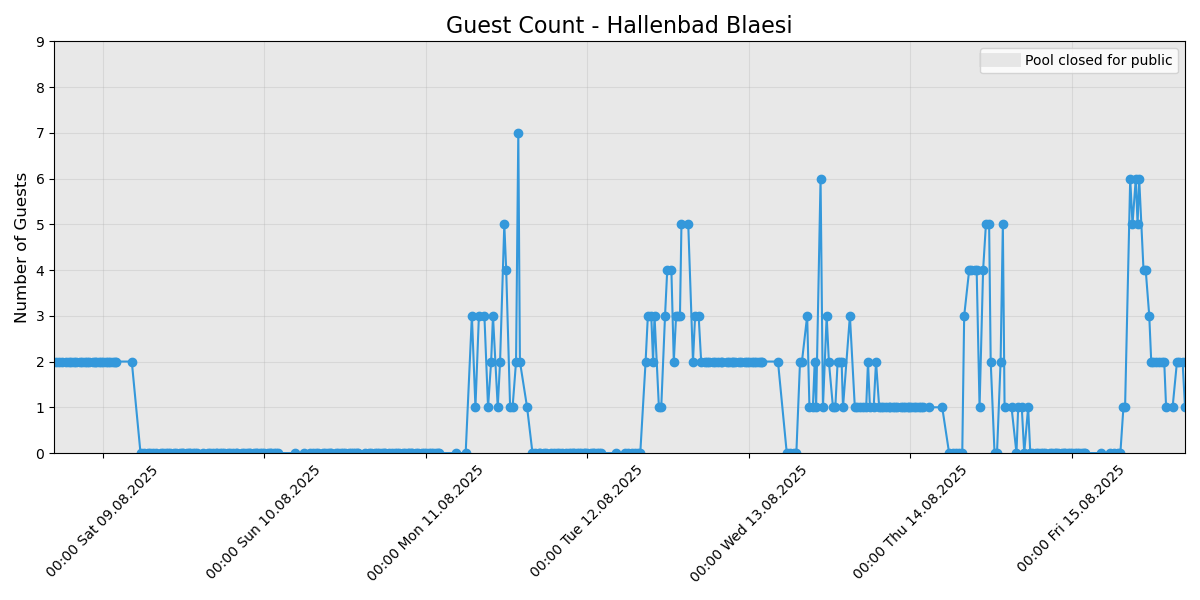 Guest Count - Hallenbad Blaesi
Pool closed for public
Number of Guests
9
8
7
6
5
4
3
2
1
0
00:00 Sat 09.08.2025
00:00 Sun 10.08.2025
00:00 Mon 11.08.2025
00:00 Tue 12.08.2025
00:00 Wed 13.08.2025
00:00 Thu 14.08.2025
00:00 Fri 15.08.2025